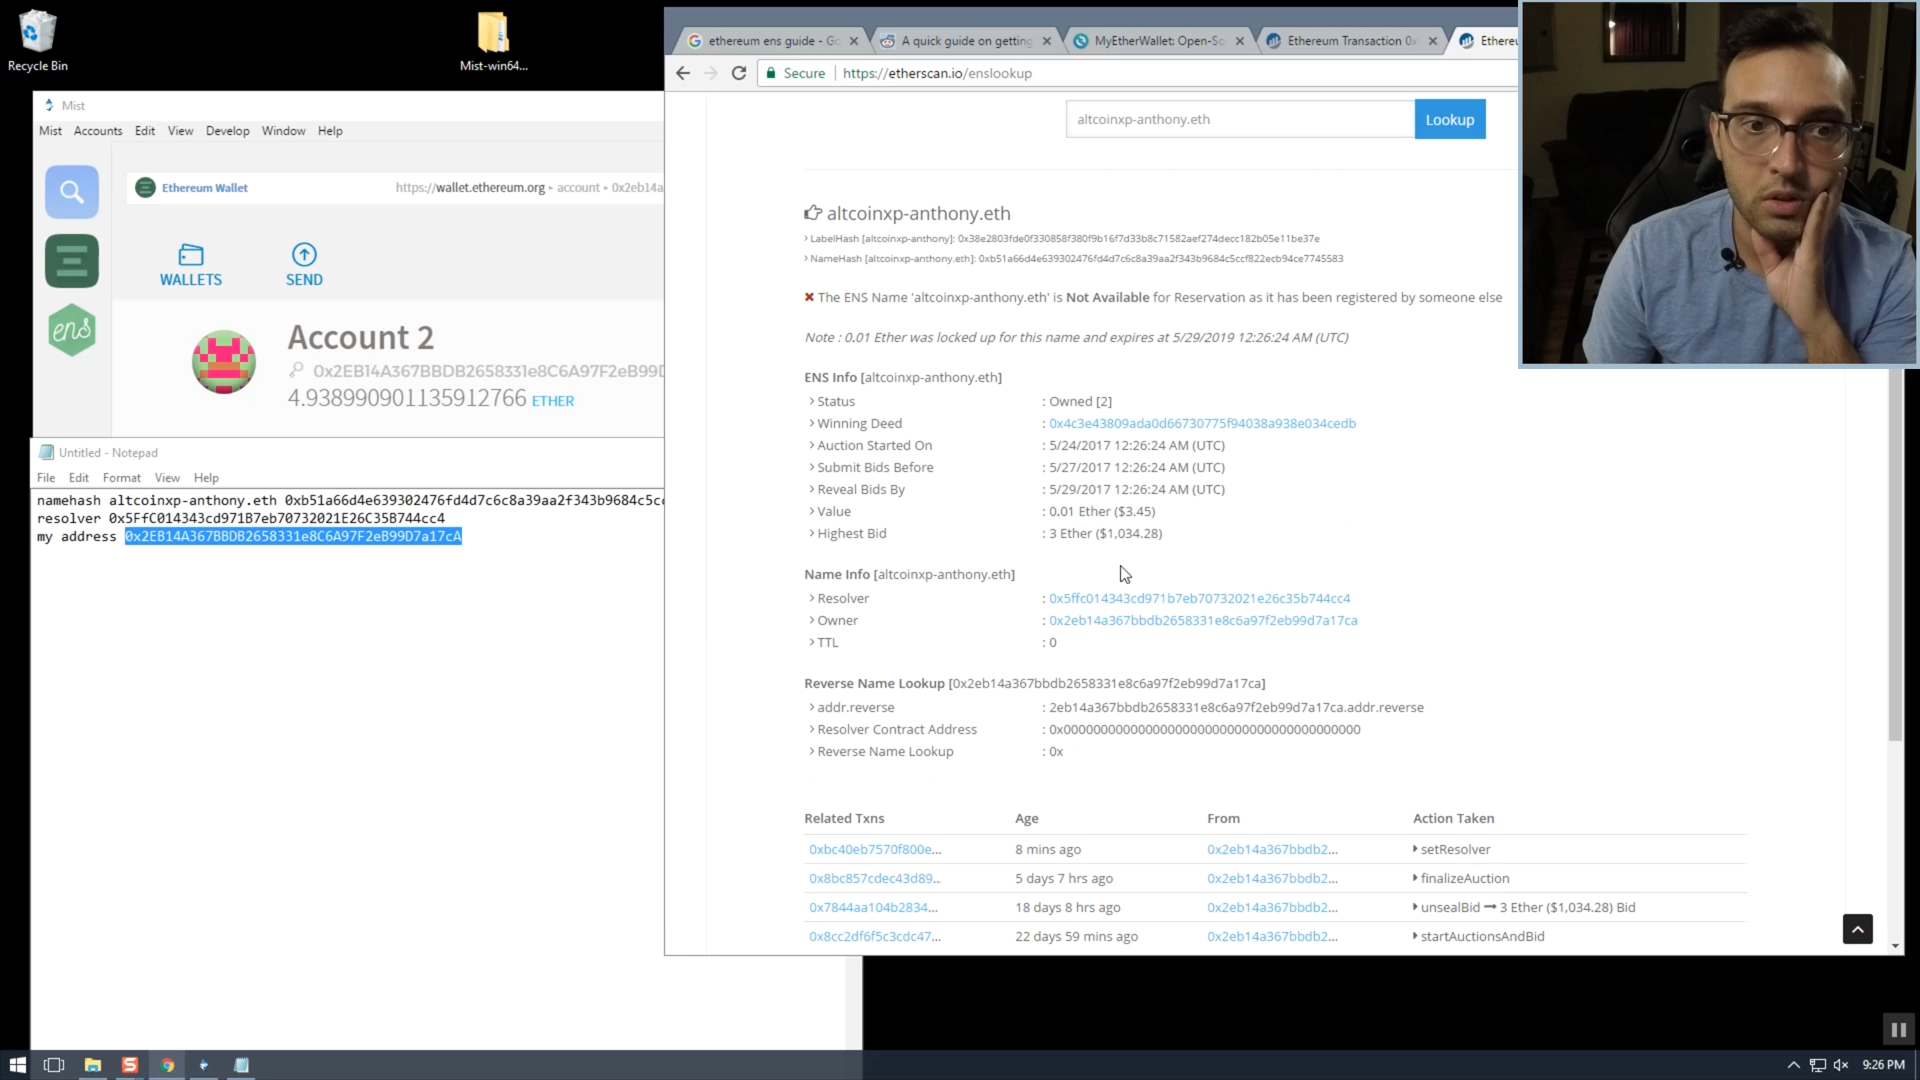 Recycle Bin
Mist-win64...
Mist
Mist Accounts Edit View Develop Window Help
Ethereum Wallet
https://wallet.ethereum.org ▸ account ▸ 0x2eb14a
WALLETS
SEND
ens
Account 2
0x2EB14A367BBDB2658331e8C6A97F2eB99D
4.938990901135912766 ETHER
Untitled - Notepad
File Edit Format View Help
namehash altcoinxp-anthony.eth 0xb51a66d4e639302476fd4d7c6c8a39aa2f343b9684c5cc
resolver 0x5FfC014343cd971B7eb70732021E26C35B744cc4
my address 0x2EB14A367BBDB2658331e8C6A97F2eB99D7a17cA
ethereum ens guide - Go
A quick guide on getting
MyEtherWallet: Open-So
Ethereum Transaction 0x
Ethereu
Secure https://etherscan.io/enslookup
altcoinxp-anthony.eth
Lookup
altcoinxp-anthony.eth
LabelHash [altcoinxp-anthony]: 0x38e2803fde0f330858f380f9b16f7d33b8c71582aef274decc182b05e11be37e
NameHash [altcoinxp-anthony.eth]: 0xb51a66d4e639302476fd4d7c6c8a39aa2f343b9684c5ccf822ecb94ce7745583
The ENS Name 'altcoinxp-anthony.eth' is Not Available for Reservation as it has been registered by someone else
Note : 0.01 Ether was locked up for this name and expires at 5/29/2019 12:26:24 AM (UTC)
ENS Info [altcoinxp-anthony.eth]
Status : Owned [2]
Winning Deed : 0x4c3e43809ada0d66730775f94038a938e034cedb
Auction Started On : 5/24/2017 12:26:24 AM (UTC)
Submit Bids Before : 5/27/2017 12:26:24 AM (UTC)
Reveal Bids By : 5/29/2017 12:26:24 AM (UTC)
Value : 0.01 Ether ($3.45)
Highest Bid : 3 Ether ($1,034.28)
Name Info [altcoinxp-anthony.eth]
Resolver : 0x5ffc014343cd971b7eb70732021e26c35b744cc4
Owner : 0x2eb14a367bbdb2658331e8c6a97f2eb99d7a17ca
TTL : 0
Reverse Name Lookup [0x2eb14a367bbdb2658331e8c6a97f2eb99d7a17ca]
addr.reverse : 2eb14a367bbdb2658331e8c6a97f2eb99d7a17ca.addr.reverse
Resolver Contract Address : 0x0000000000000000000000000000000000000000
Reverse Name Lookup : 0x
Related Txns Age From Action Taken
0xbc40eb7570f800e... 8 mins ago 0x2eb14a367bbdb2... setResolver
0x8bc857cdec43d89... 5 days 7 hrs ago 0x2eb14a367bbdb2... finalizeAuction
0x7844aa104b2834... 18 days 8 hrs ago 0x2eb14a367bbdb2... unsealBid ➞ 3 Ether ($1,034.28) Bid
0x8cc2df6f5c3cdc47... 22 days 59 mins ago 0x2eb14a367bbdb2... startAuctionsAndBid
9:26 PM